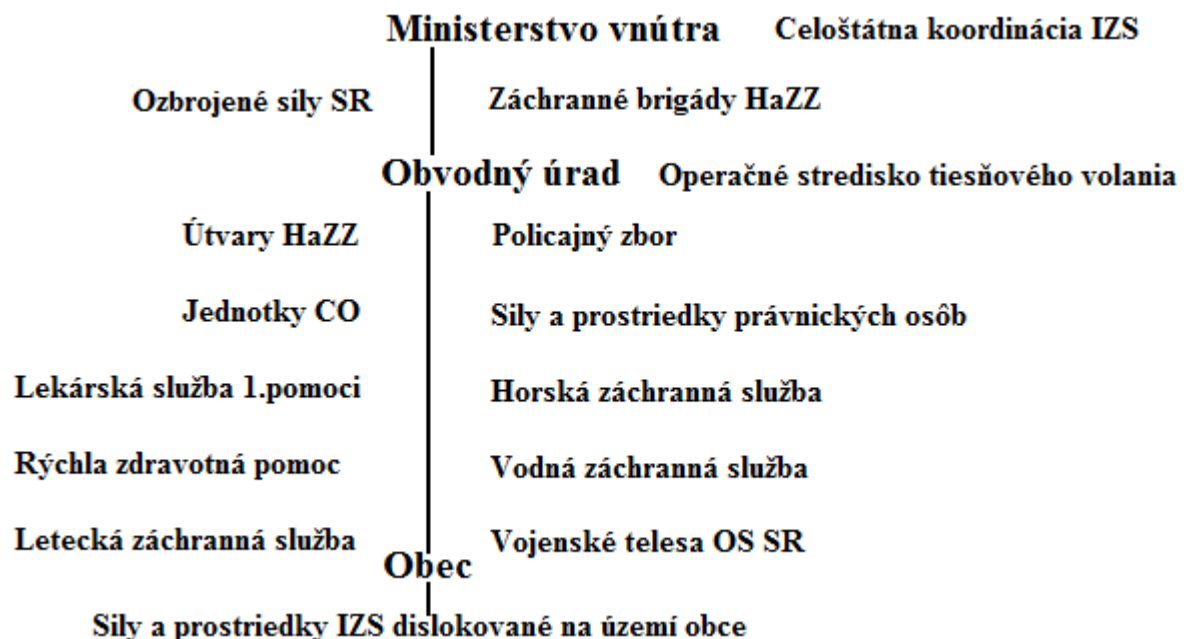 Ministerstvo vnútra Celoštátna koordinácia IZS
Ozbrojené sily SR Záchranné brigády HaZZ
Obvodný úrad Operačné stredisko tiesňového volania
Útvary HaZZ Policajný zbor
Jednotky CO Sily a prostriedky právnických osôb
Lekárská služba 1.pomoci Horská záchranná služba
Rýchla zdravotná pomoc Vodná záchranná služba
Letecká záchranná služba Vojenské telesa OS SR
Obec
Sily a prostriedky IZS dislokované na území obce